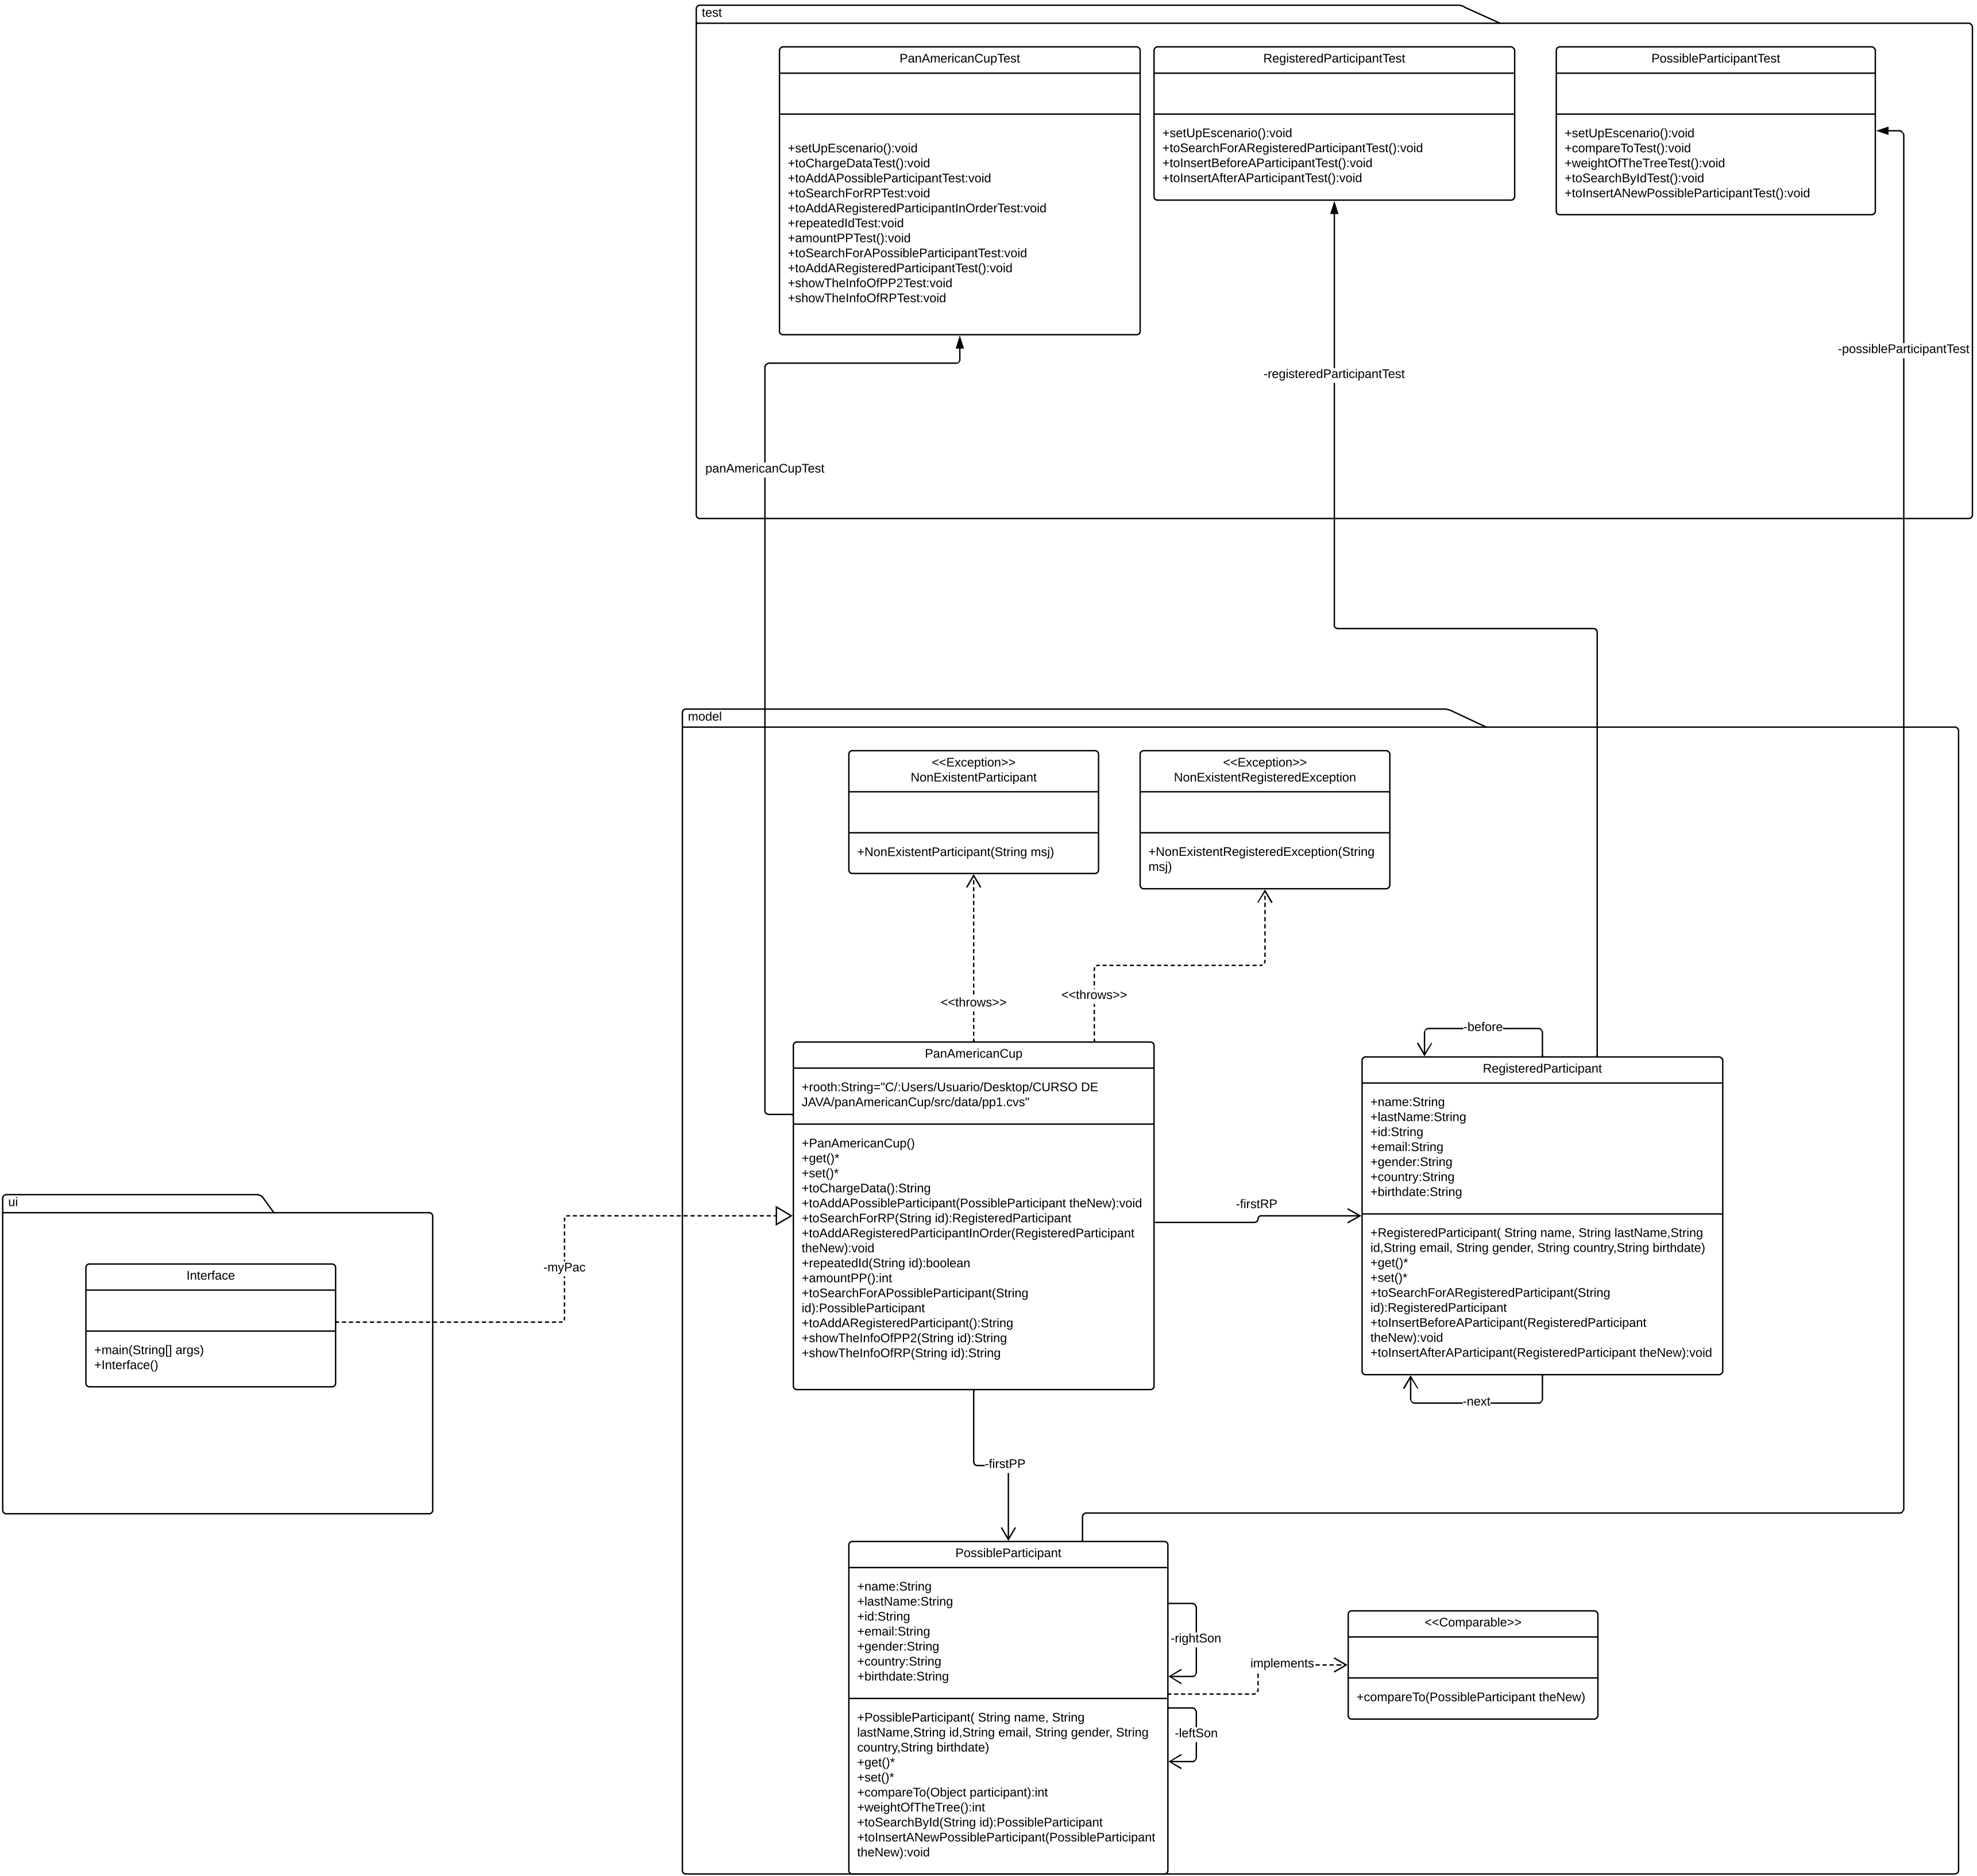 test
PanAmericanCupTest
+setUpEscenario():void
+toChargeDataTest():void
+toAddAPossibleParticipantTest:void
+toSearchForRPTest:void
+toAddARegisteredParticipantInOrderTest:void
+repeatedIdTest:void
+amountPPTest():void
+toSearchForAPossibleParticipantTest:void
+toAddARegisteredParticipantTest():void
+showTheInfoOfPP2Test:void
+showTheInfoOfRPTest:void
RegisteredParticipantTest
+setUpEscenario():void
+toSearchForARegisteredParticipantTest():void
+toInsertBeforeAParticipantTest():void
+toInsertAfterAParticipantTest():void
PossibleParticipantTest
+setUpEscenario():void
+compareToTest():void
+weightOfTheTreeTest():void
+toSearchByIdTest():void
+toInsertANewPossibleParticipantTest():void
-possibleParticipantTest
-registeredParticipantTest
panAmericanCupTest
model
<<Exception>>
NonExistentParticipant
+NonExistentParticipant(String msj)
<<Exception>>
NonExistentRegisteredException
+NonExistentRegisteredException(String
msj)
<<throws>>
<<throws>>
PanAmericanCup
+rooth:String="C/:Users/Usuario/Desktop/CURSO DE
JAVA/panAmericanCup/src/data/pp1.cvs"
+PanAmericanCup()
+get()*
+set()*
+toChargeData():String
+toAddAPossibleParticipant(PossibleParticipant theNew):void
+toSearchForRP(String id):RegisteredParticipant
+toAddARegisteredParticipantInOrder(RegisteredParticipant
theNew):void
+repeatedId(String id):boolean
+amountPP():int
+toSearchForAPossibleParticipant(String
id):PossibleParticipant
+toAddARegisteredParticipant():String
+showTheInfoOfPP2(String id):String
+showTheInfoOfRP(String id):String
-before
RegisteredParticipant
+name:String
+lastName:String
+id:String
+email:String
+gender:String
+country:String
+birthdate:String
+RegisteredParticipant( String name, String lastName,String
id,String email, String gender, String country,String birthdate)
+get()*
+set()*
+toSearchForARegisteredParticipant(String
id):RegisteredParticipant
+toInsertBeforeAParticipant(RegisteredParticipant
theNew):void
+toInsertAfterAParticipant(RegisteredParticipant theNew):void
-next
-firstRP
ui
Interface
+main(String[] args)
+Interface()
-myPac
-firstPP
PossibleParticipant
+name:String
+lastName:String
+id:String
+email:String
+gender:String
+country:String
+birthdate:String
+PossibleParticipant( String name, String
lastName,String id,String email, String gender, String
country,String birthdate)
+get()*
+set()*
+compareTo(Object participant):int
+weightOfTheTree():int
+toSearchById(String id):PossibleParticipant
+toInsertANewPossibleParticipant(PossibleParticipant
theNew):void
-rightSon
implements
-leftSon
<<Comparable>>
+compareTo(PossibleParticipant theNew)